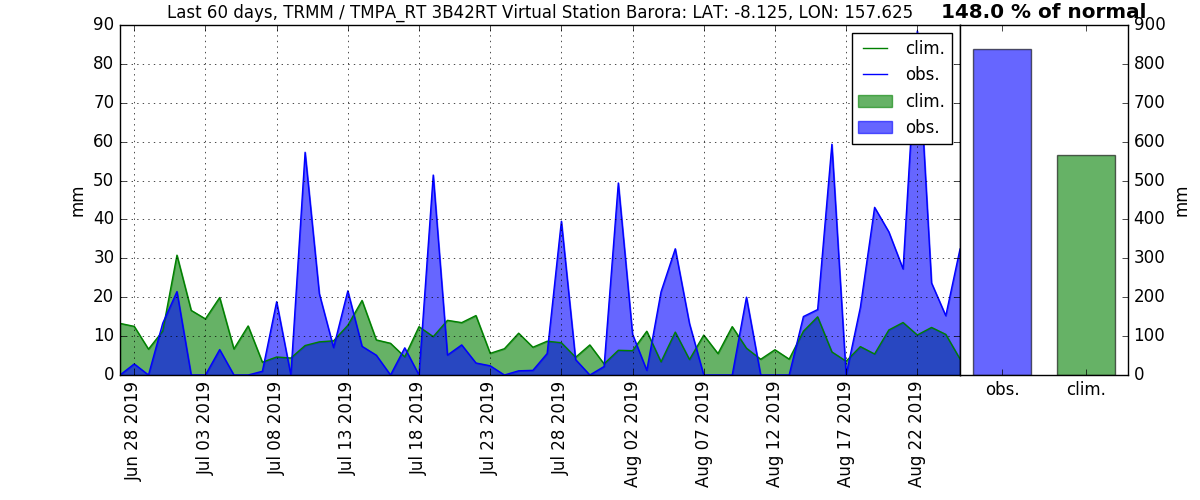 Last 60 days, TRMM / TMPA_RT 3B42RT Virtual Station Barora: LAT: -8.125, LON: 157.625
148.0 % of normal
90
80
70
60
50
40
30
20
10
0
mm
clim.
obs.
clim.
obs.
900
800
700
600
500
400
300
200
100
0
mm
Jun 28 2019
Jul 03 2019
Jul 08 2019
Jul 13 2019
Jul 18 2019
Jul 23 2019
Jul 28 2019
Aug 02 2019
Aug 07 2019
Aug 12 2019
Aug 17 2019
Aug 22 2019
obs.
clim.